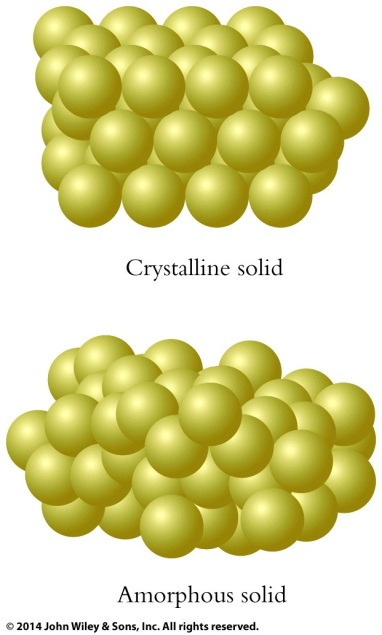 Crystalline solid
Amorphous solid
© 2014 John Wiley & Sons, Inc. All rights reserved.